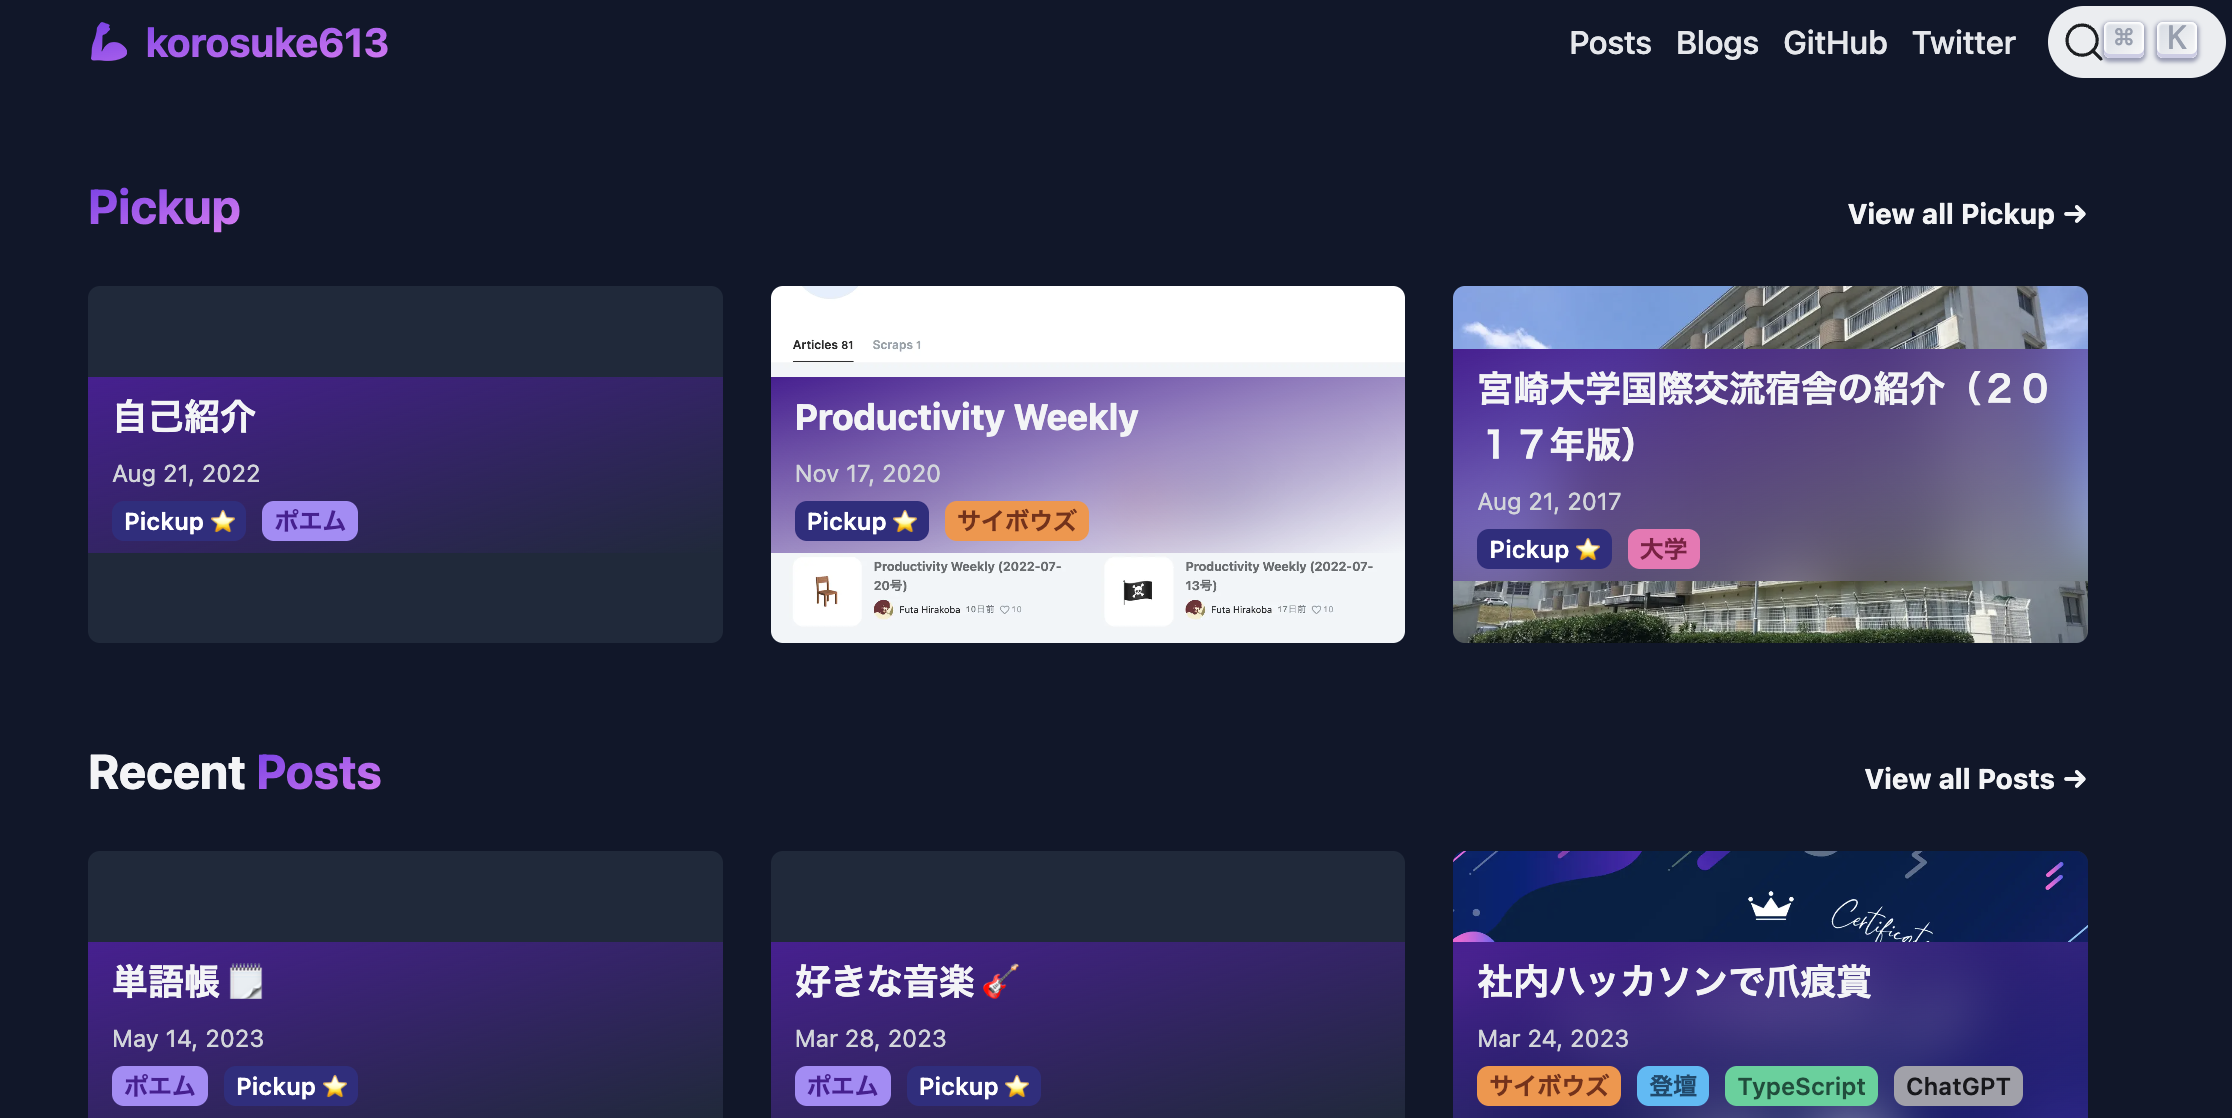 korosuke613
Posts Blogs GitHub Twitter ⌘ K
Pickup
View all Pickup →
自己紹介
Aug 21, 2022
Pickup ⭐ ポエム
Articles 81 Scraps 1
Productivity Weekly
Nov 17, 2020
Pickup ⭐ サイボウズ
Productivity Weekly (2022-07-
20号)
Futa Hirakoba 10日前 ♡ 10
Productivity Weekly (2022-07-
13号)
Futa Hirakoba 17日前 ♡ 10
宮崎大学国際交流宿舎の紹介（２０
１７年版）
Aug 21, 2017
Pickup ⭐ 大学
Recent Posts
View all Posts →
単語帳🗒️
May 14, 2023
ポエム Pickup ⭐
好きな音楽🎸
Mar 28, 2023
ポエム Pickup ⭐
社内ハッカソンで爪痕賞
Mar 24, 2023
サイボウズ 登壇 TypeScript ChatGPT